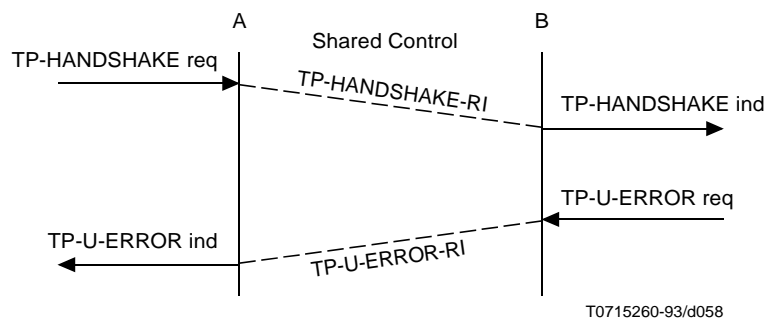 A
B
Shared Control
TP-HANDSHAKE req
TP-HANDSHAKE-RI
TP-HANDSHAKE ind
TP-U-ERROR req
TP-U-ERROR ind
TP-U-ERROR-RI
T0715260-93/d058